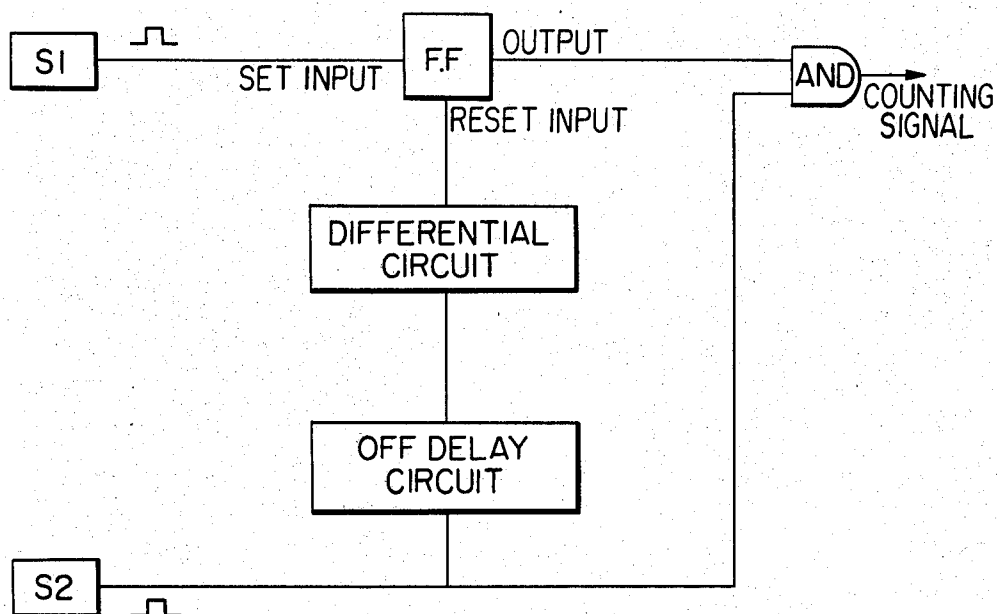 S1
SET INPUT
F.F
OUTPUT
RESET INPUT
AND
COUNTING
SIGNAL
DIFFERENTIAL
CIRCUIT
OFF DELAY
CIRCUIT
S2